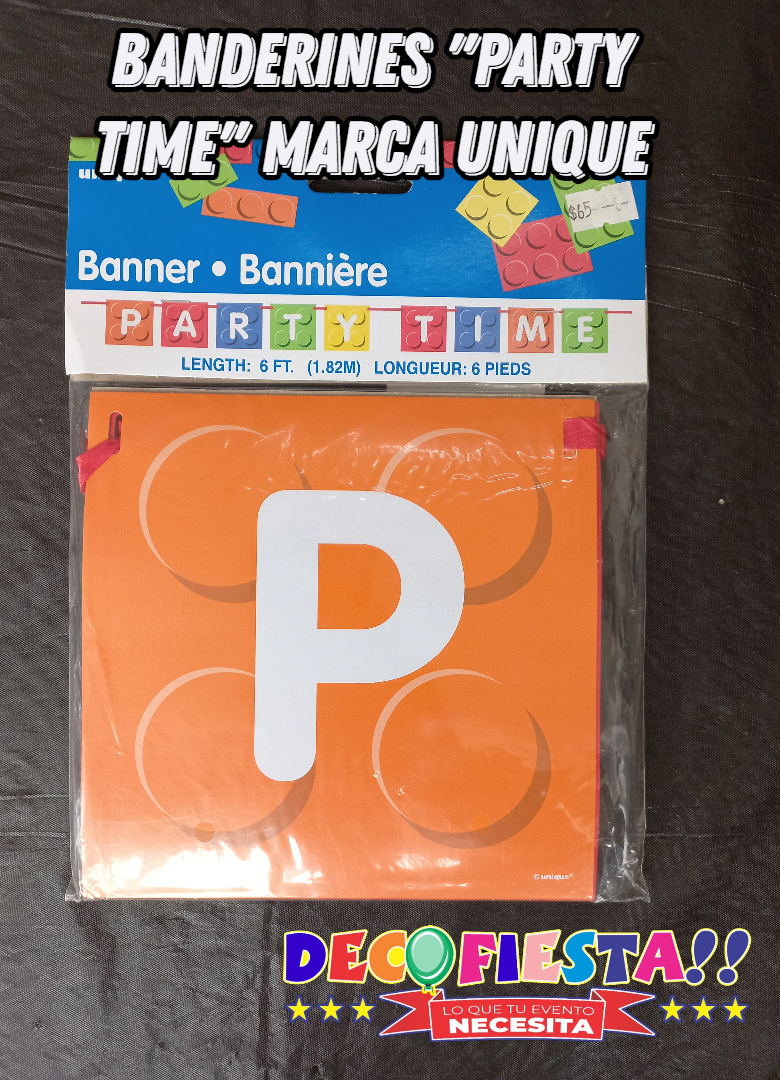 BANDERINES "PARTY
TIME" MARCA UNIQUE
$65
Banner • Bannière
PARTY TIME
LENGTH: 6 FT. (1.82M) LONGUEUR: 6 PIEDS
P
© unique®
DECOFIESTA!!
LO QUE TU EVENTO
NECESITA